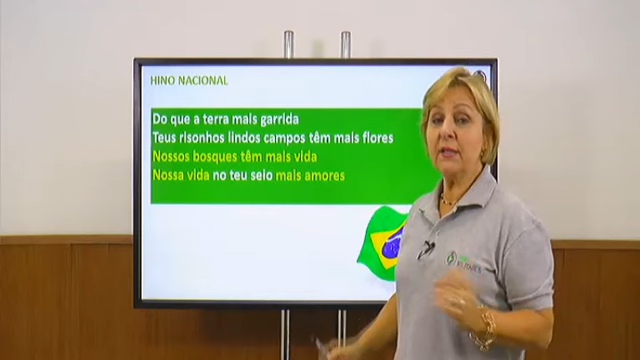 HINO NACIONAL
Do que a terra mais garrida
Teus risonhos lindos campos têm mais flores
Nossos bosques têm mais vida
Nossa vida no teu seio mais amores